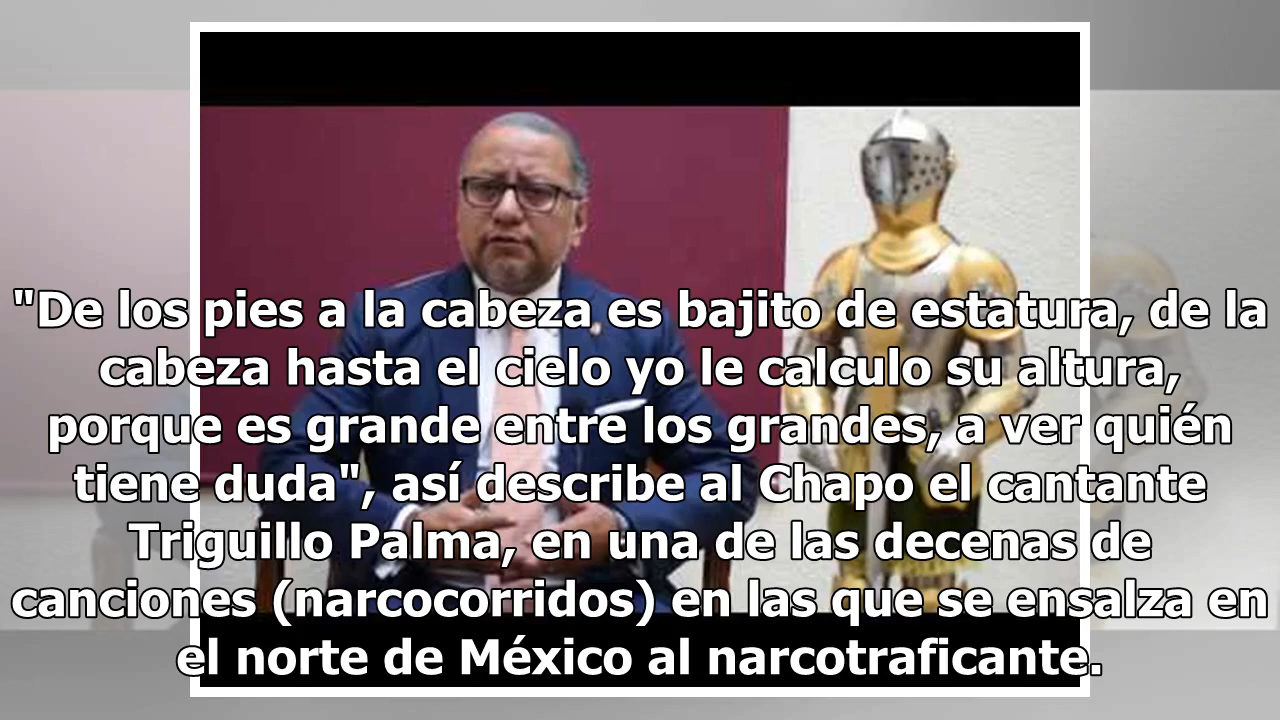 "De los pies a la cabeza es bajito de estatura, de la
cabeza hasta el cielo yo le calculo su altura,
porque es grande entre los grandes, a ver quién
tiene duda", así describe al Chapo el cantante
Triguillo Palma, en una de las decenas de
canciones (narcocorridos) en las que se ensalza en
el norte de México al narcotraficante.